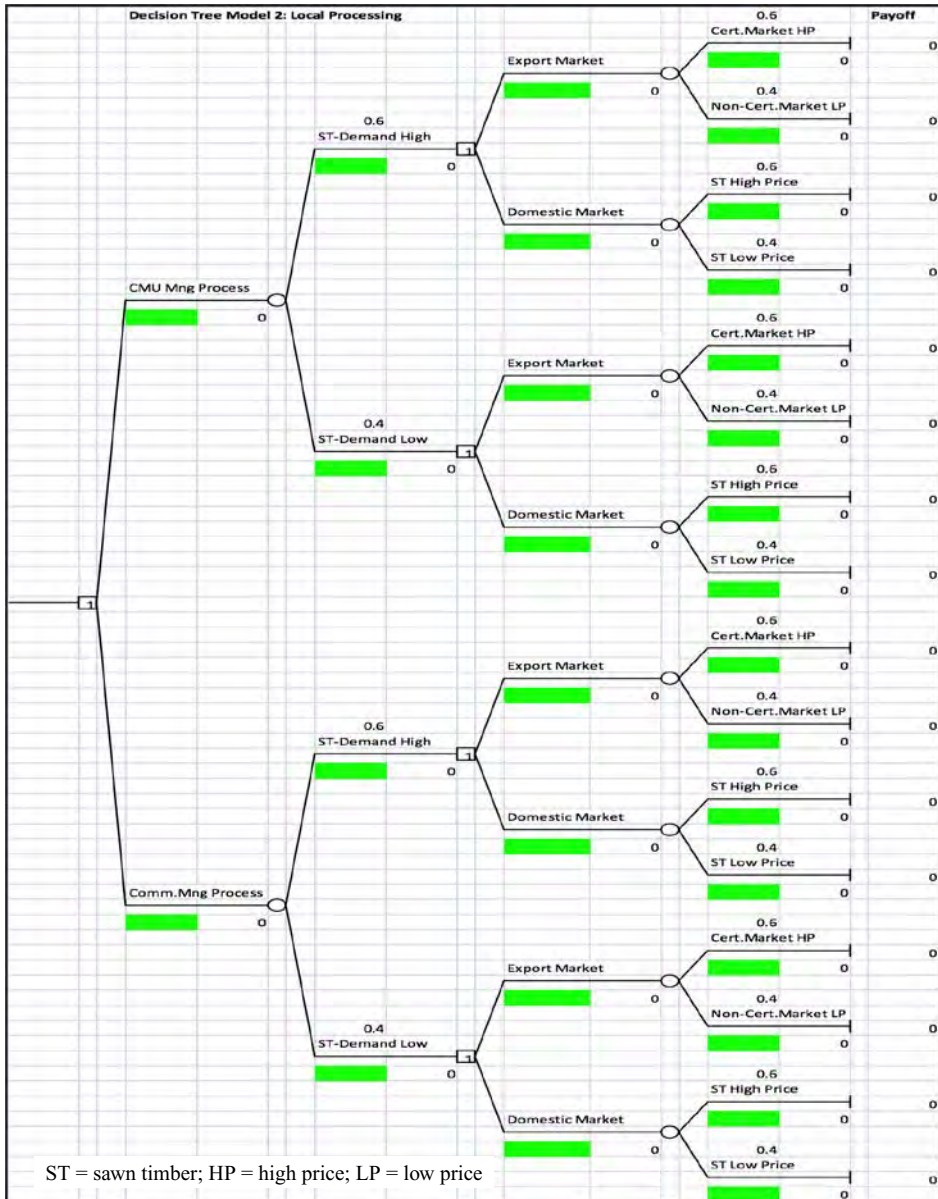 Decision Tree Model 2: Local Processing 0.6 Payoff
Cert.Market HP
0
Export Market 0
0 0.4
Non-Cert.Market LP
0.6 0
ST-Demand High 0
1
0 0.6
ST High Price
0
Domestic Market 0
0 0.4
ST Low Price
0
CMU Mng Process 0
0 0.6
Cert.Market HP
0
Export Market 0
0 0.4
Non-Cert.Market LP
0.4 0
ST-Demand Low 0
1
0 0.6
ST High Price
0
Domestic Market 0
0 0.4
ST Low Price
0
0
1
0.6
Cert.Market HP
0
Export Market 0
0 0.4
Non-Cert.Market LP
0.6 0
ST-Demand High 0
1
0 0.6
ST High Price
0
Domestic Market 0
0 0.4
ST Low Price
0
Comm.Mng Process 0
0 0.6
Cert.Market HP
0
Export Market 0
0 0.4
Non-Cert.Market LP
0.4 0
ST-Demand Low 0
1
0 0.6
ST High Price
0
Domestic Market 0
0 0.4
ST Low Price
0
ST = sawn timber; HP = high price; LP = low price
0